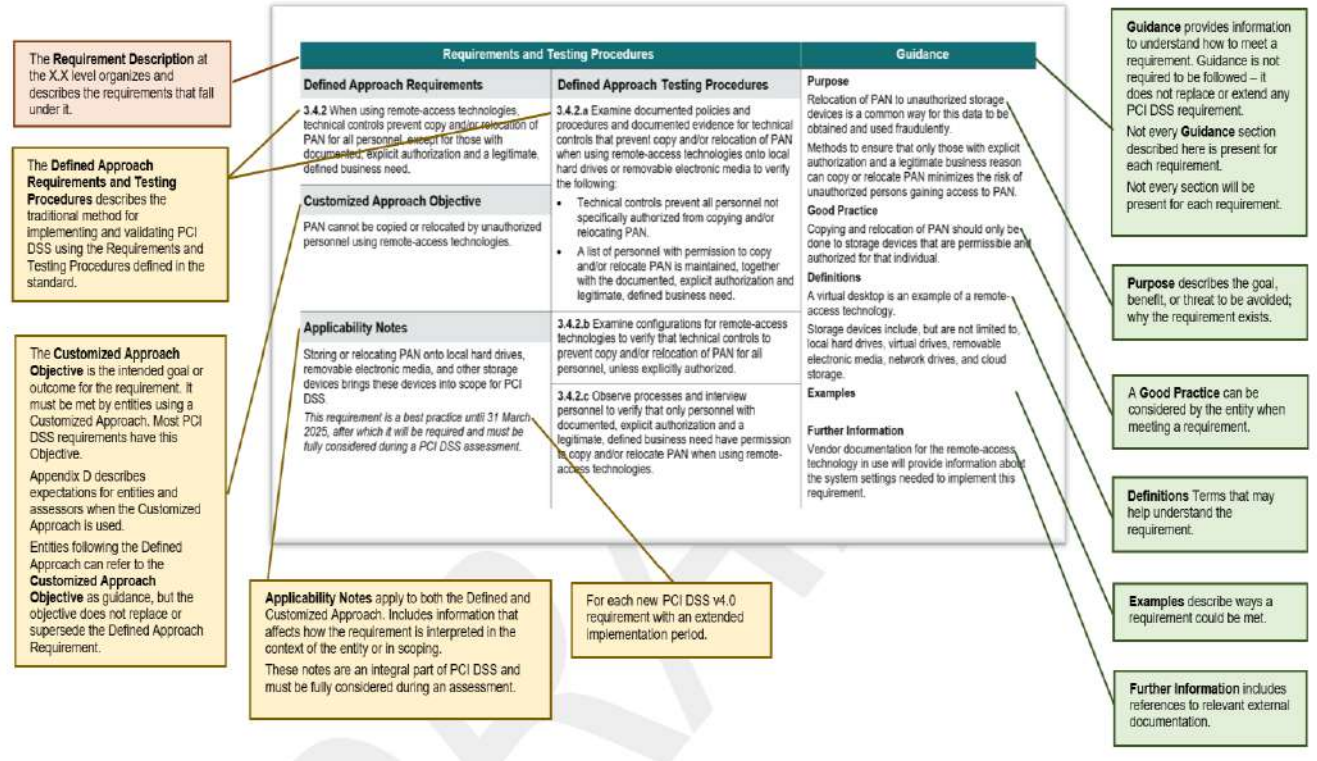 The Requirement Description at
the X.X level organizes and
describes the requirements that fall
under it.
The Defined Approach
Requirements and Testing
Procedures describes the
traditional method for
implementing and validating PCI
DSS using the Requirements and
Testing Procedures defined in the
standard.
The Customized Approach
Objective is the intended goal or
outcome for the requirement. It
must be met by entities using a
Customized Approach. Most PCI
DSS requirements have this
Objective.
Appendix D describes
expectations for entities and
assessors when the Customized
Approach is used.
Entities following the Defined
Approach can refer to the
Customized Approach
Objective as guidance, but the
objective does not replace or
supersede the Defined Approach
Requirement.
Requirements and Testing Procedures
Guidance
Defined Approach Requirements
3.4.2 When using remote-access technologies,
technical controls prevent copy and/or relocation of
PAN for all personnel, except for those with
documented, explicit authorization and a legitimate,
defined business need.
Customized Approach Objective
PAN cannot be copied or relocated by unauthorized
personnel using remote-access technologies.
Applicability Notes
Storing or relocating PAN onto local hard drives,
removable electronic media, and other storage
devices brings these devices into scope for PCI
DSS.
This requirement is a best practice until 31 March
2025, after which it will be required and must be
fully considered during a PCI DSS assessment.
Defined Approach Testing Procedures
3.4.2.a Examine documented policies and
procedures and documented evidence for technical
controls that prevent copy and/or relocation of PAN
when using remote-access technologies onto local
hard drives or removable electronic media to verify
the following:
• Technical controls prevent all personnel not
specifically authorized from copying and/or
relocating PAN.
• A list of personnel with permission to copy
and/or relocate PAN is maintained, together
with the documented, explicit authorization and
legitimate, defined business need.
3.4.2.b Examine configurations for remote-access
technologies to verify that technical controls to
prevent copy and/or relocation of PAN for all
personnel, unless explicitly authorized.
3.4.2.c Observe processes and interview
personnel to verify that only personnel with
documented, explicit authorization and a
legitimate, defined business need have permission
to copy and/or relocate PAN when using remote-
access technologies.
Purpose
Relocation of PAN to unauthorized storage
devices is a common way for this data to be
obtained and used fraudulently.
Methods to ensure that only those with explicit
authorization and a legitimate business reason
can copy or relocate PAN minimizes the risk of
unauthorized persons gaining access to PAN.
Good Practice
Copying and relocation of PAN should only be
done to storage devices that are permissible and
authorized for that individual.
Definitions
A virtual desktop is an example of a remote-
access technology.
Storage devices include, but are not limited to,
local hard drives, virtual drives, removable
electronic media, network drives, and cloud
storage.
Examples
Further Information
Vendor documentation for the remote-access
technology in use will provide information about
the system settings needed to implement this
requirement.
Applicability Notes apply to both the Defined and
Customized Approach. Includes information that
affects how the requirement is interpreted in the
context of the entity or in scoping.
These notes are an integral part of PCI DSS and
must be fully considered during an assessment.
For each new PCI DSS v4.0
requirement with an extended
implementation period.
Guidance provides information
to understand how to meet a
requirement. Guidance is not
required to be followed – it
does not replace or extend any
PCI DSS requirement.
Not every Guidance section
described here is present for
each requirement.
Not every section will be
present for each requirement.
Purpose describes the goal,
benefit, or threat to be avoided;
why the requirement exists.
A Good Practice can be
considered by the entity when
meeting a requirement.
Definitions Terms that may
help understand the
requirement.
Examples describe ways a
requirement could be met.
Further Information includes
references to relevant external
documentation.